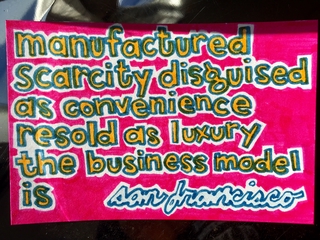 manufactured
scarcity disguised
as convenience
resold as luxury
the business model
is san francisco